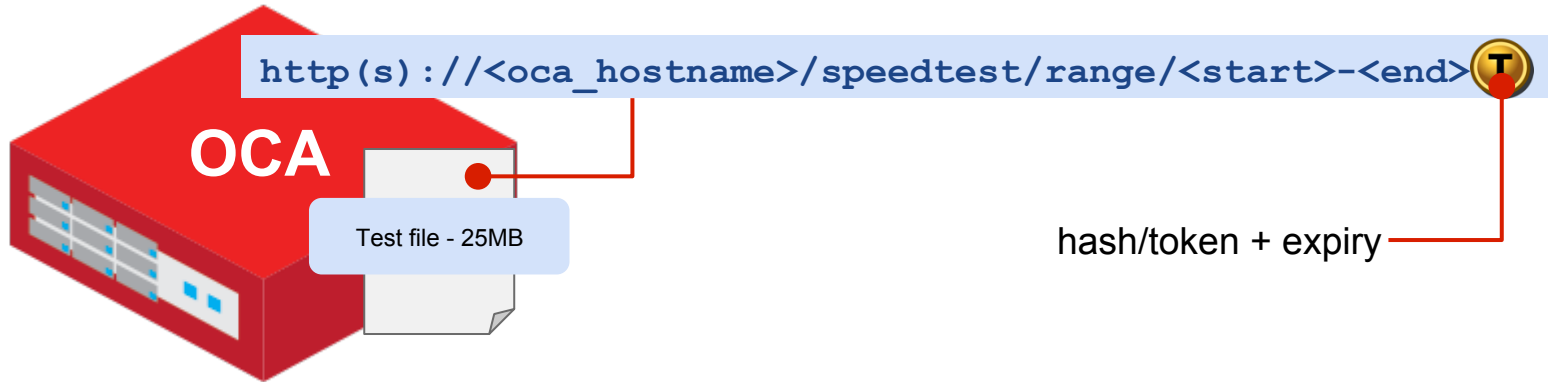 http(s)://<oca_hostname>/speedtest/range/<start>-<end>T
OCA
Test file - 25MB
hash/token + expiry